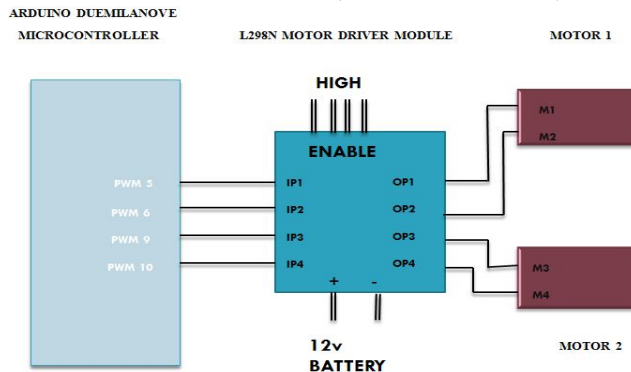 ARDUINO DUEMILANOVE
MICROCONTROLLER
L298N MOTOR DRIVER MODULE
MOTOR 1
HIGH
ENABLE
PWM 5
PWM 6
PWM 9
PWM 10
IP1
IP2
IP3
IP4
OP1
OP2
OP3
OP4
+
-
M1
M2
M3
M4
12v
BATTERY
MOTOR 2